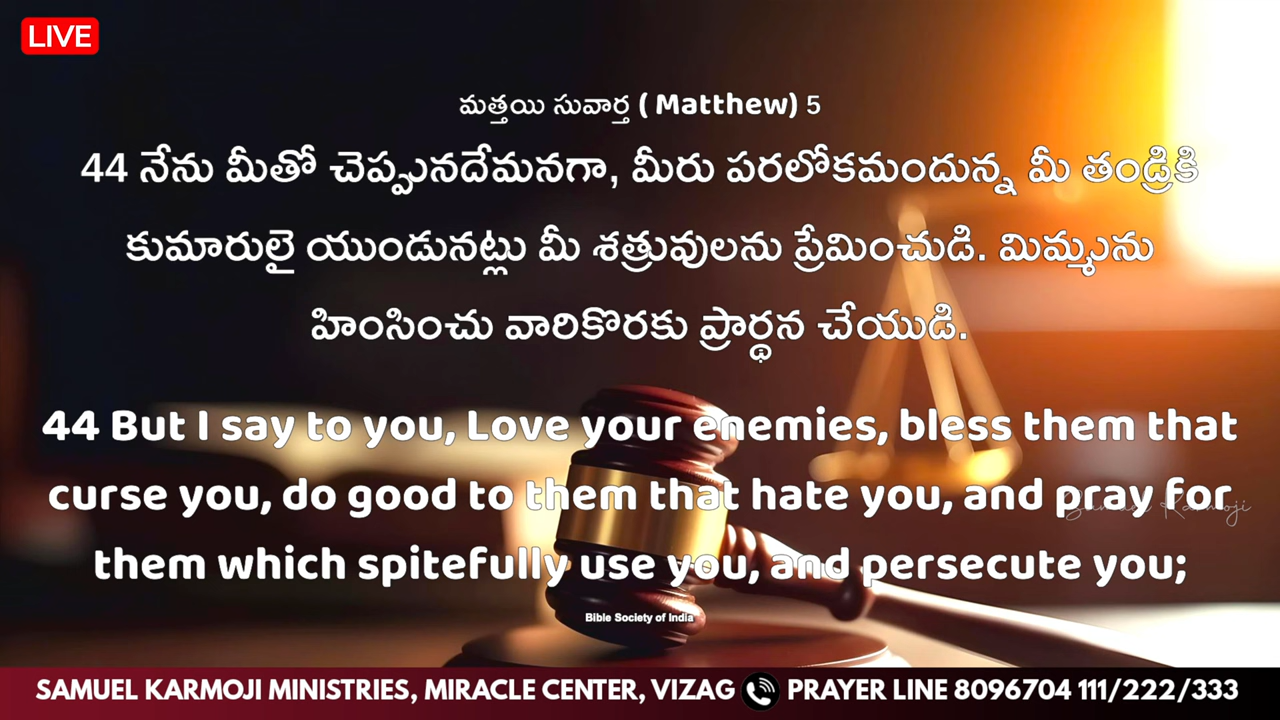 LIVE
మత్తయి సువార్త ( Matthew) 5
44 నేను మీతో చెప్పునదేమనగా, మీరు పరలోకమందున్న మీ తండ్రికి
కుమారులై యుండునట్లు మీ శత్రువులను ప్రేమించుడి. మిమ్మును
హింసించు వారికొరకు ప్రార్థన చేయుడి.
44 But I say to you, Love your enemies, bless them that
curse you, do good to them that hate you, and pray for
Samuel Karmoji
them which spitefully use you, and persecute you;
Bible Society of India
SAMUEL KARMOJI MINISTRIES, MIRACLE CENTER, VIZAG PRAYER LINE 8096704 111/222/333